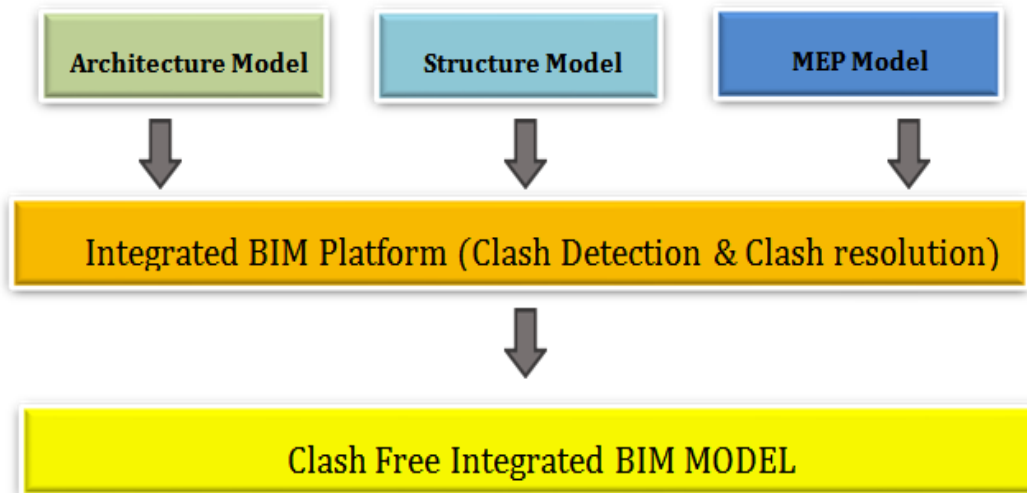 Architecture Model
Structure Model
MEP Model
Integrated BIM Platform (Clash Detection & Clash resolution)
Clash Free Integrated BIM MODEL